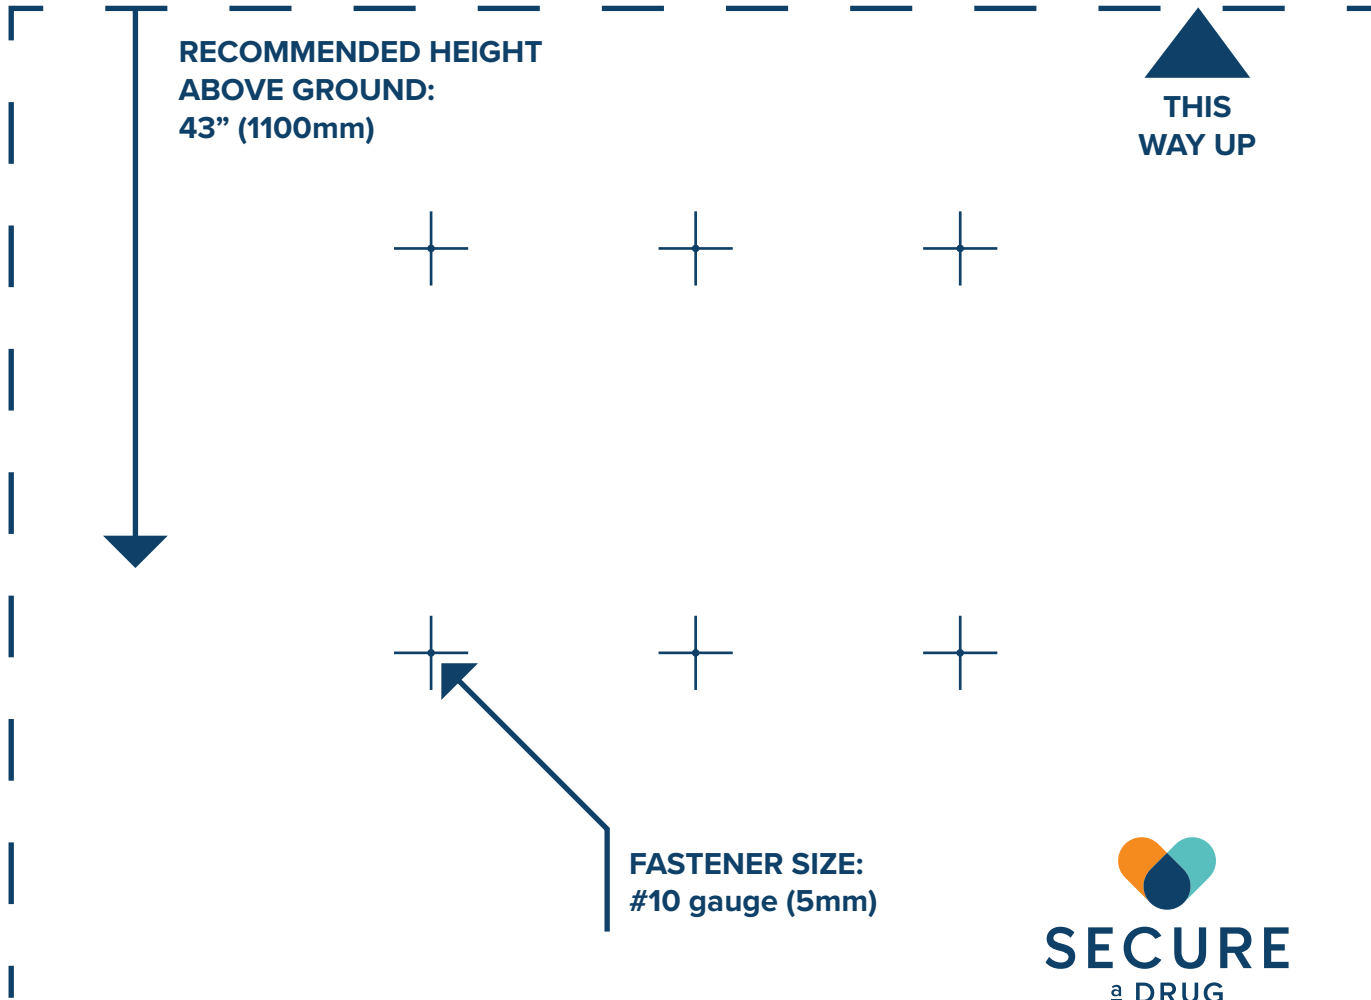 RECOMMENDED HEIGHT
ABOVE GROUND:
43” (1100mm)
THIS
WAY UP
FASTENER SIZE:
#10 gauge (5mm)
SECURE
a DRUG